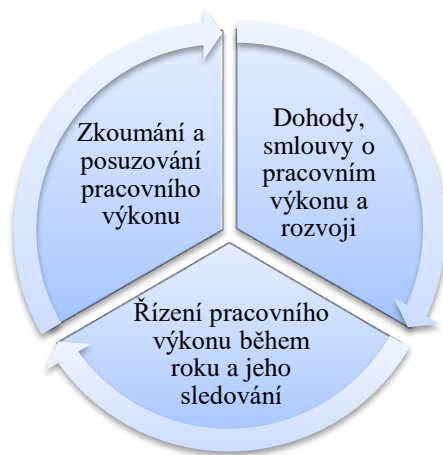 Zkoumání a
posuzování
pracovního
výkonu
Dohody,
smlouvy o
pracovním
výkonu a
rozvoji
Řízení pracovního
výkonu během
roku a jeho
sledování